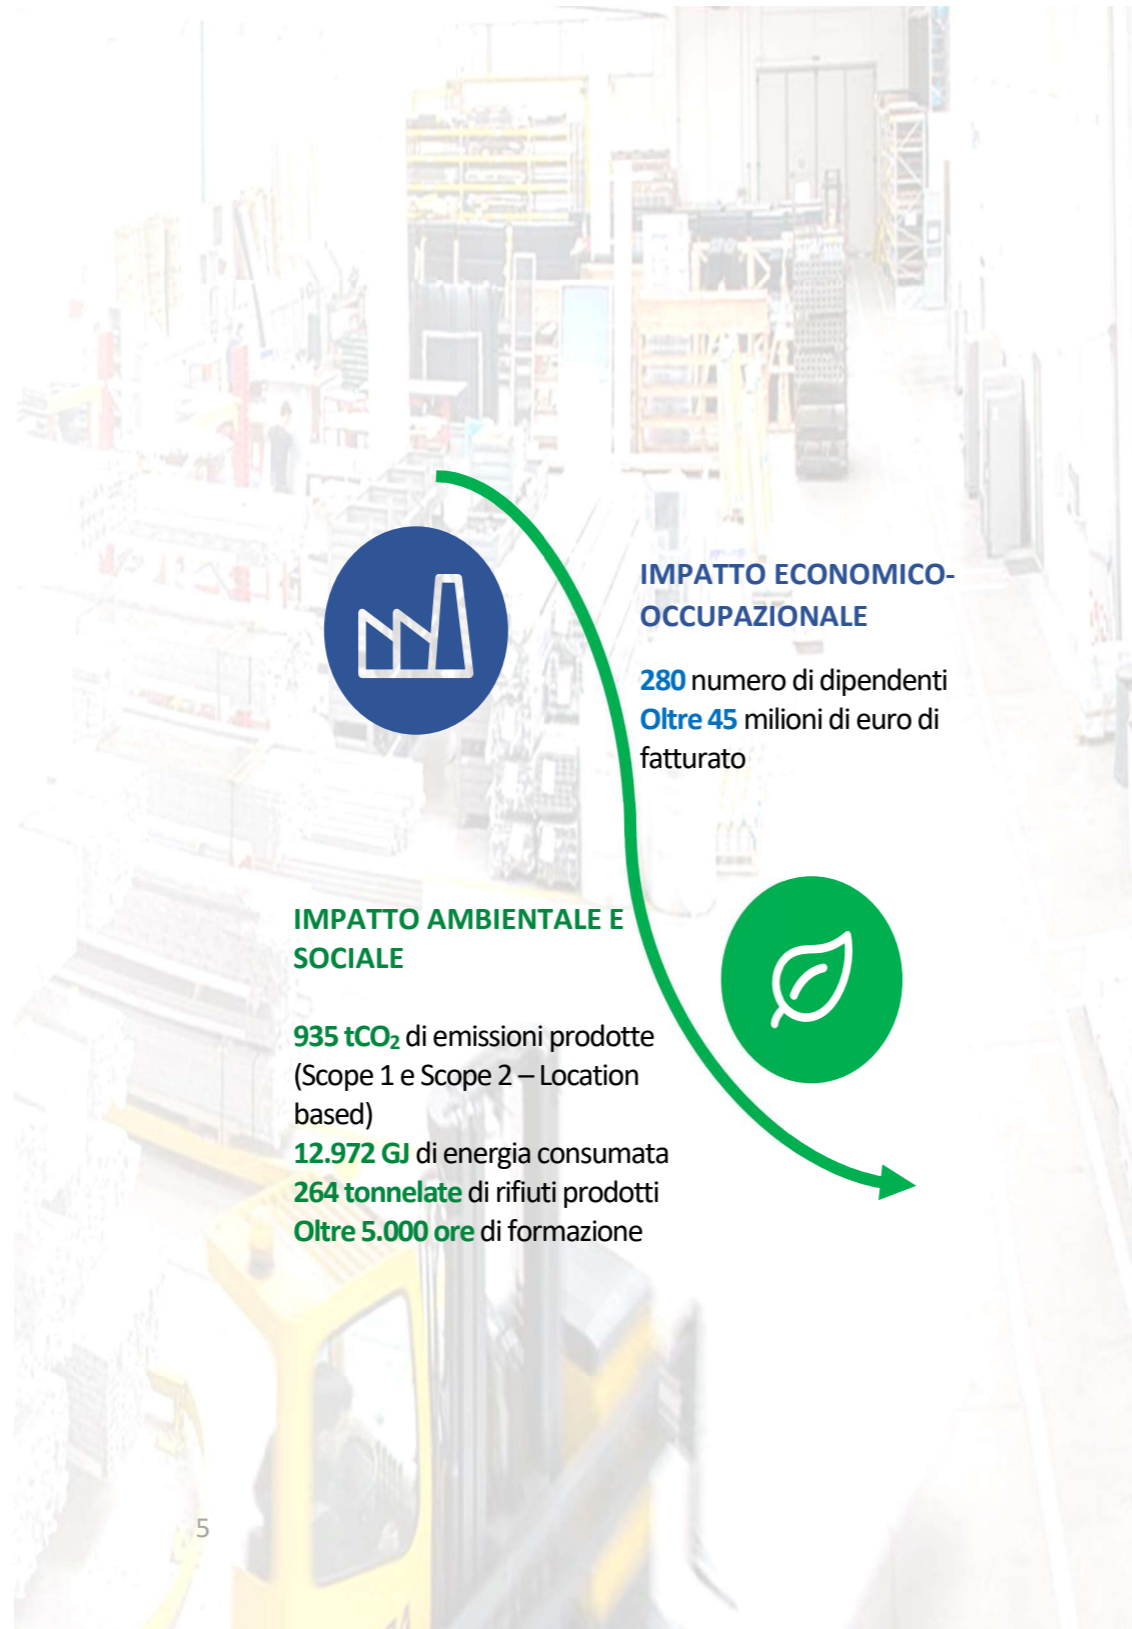 IMPATTO ECONOMICO-
OCCUPAZIONALE
280 numero di dipendenti
Oltre 45 milioni di euro di
fatturato
IMPATTO AMBIENTALE E
SOCIALE
935 tCO₂ di emissioni prodotte
(Scope 1 e Scope 2 – Location
based)
12.972 GJ di energia consumata
264 tonnelate di rifiuti prodotti
Oltre 5.000 ore di formazione
5